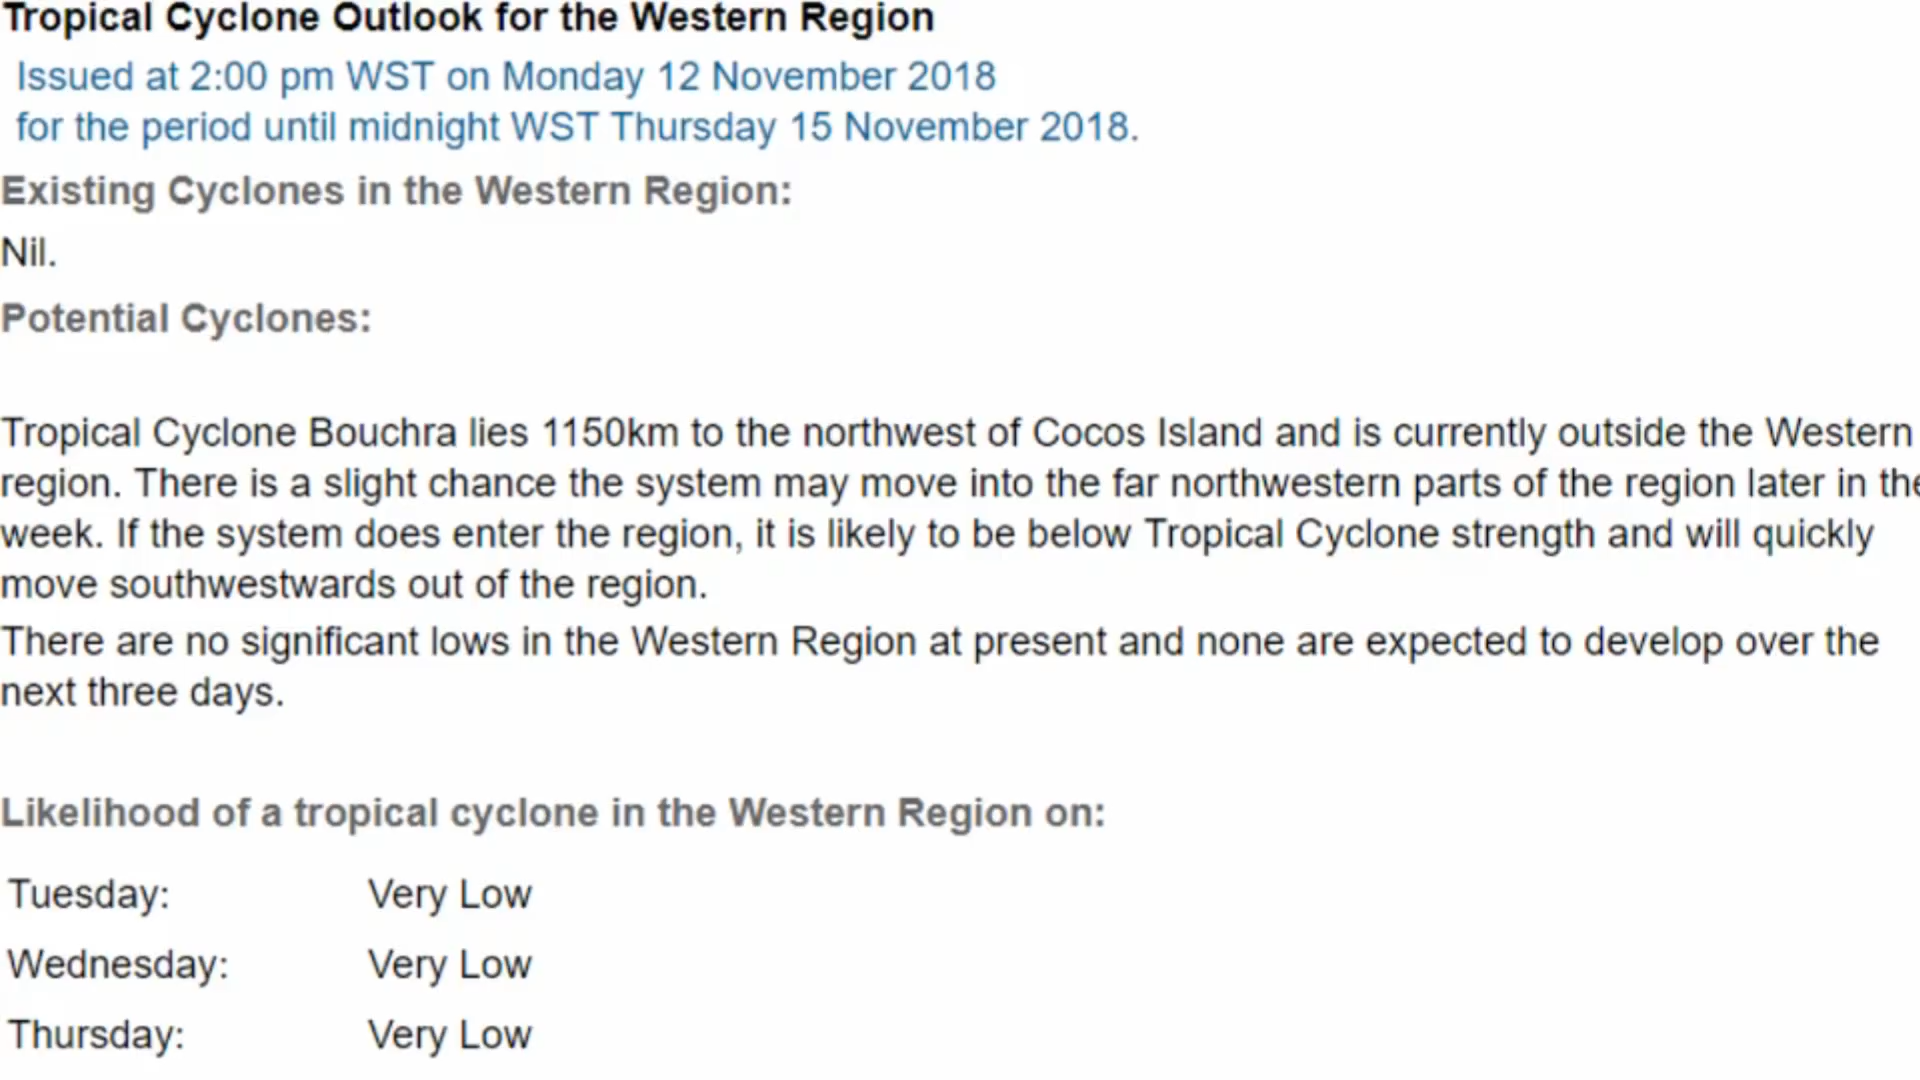 Tropical Cyclone Outlook for the Western Region
Issued at 2:00 pm WST on Monday 12 November 2018
for the period until midnight WST Thursday 15 November 2018.
Existing Cyclones in the Western Region:
Nil.
Potential Cyclones:
Tropical Cyclone Bouchra lies 1150km to the northwest of Cocos Island and is currently outside the Western
region. There is a slight chance the system may move into the far northwestern parts of the region later in the
week. If the system does enter the region, it is likely to be below Tropical Cyclone strength and will quickly
move southwestwards out of the region.
There are no significant lows in the Western Region at present and none are expected to develop over the
next three days.
Likelihood of a tropical cyclone in the Western Region on:
Tuesday: Very Low
Wednesday: Very Low
Thursday: Very Low